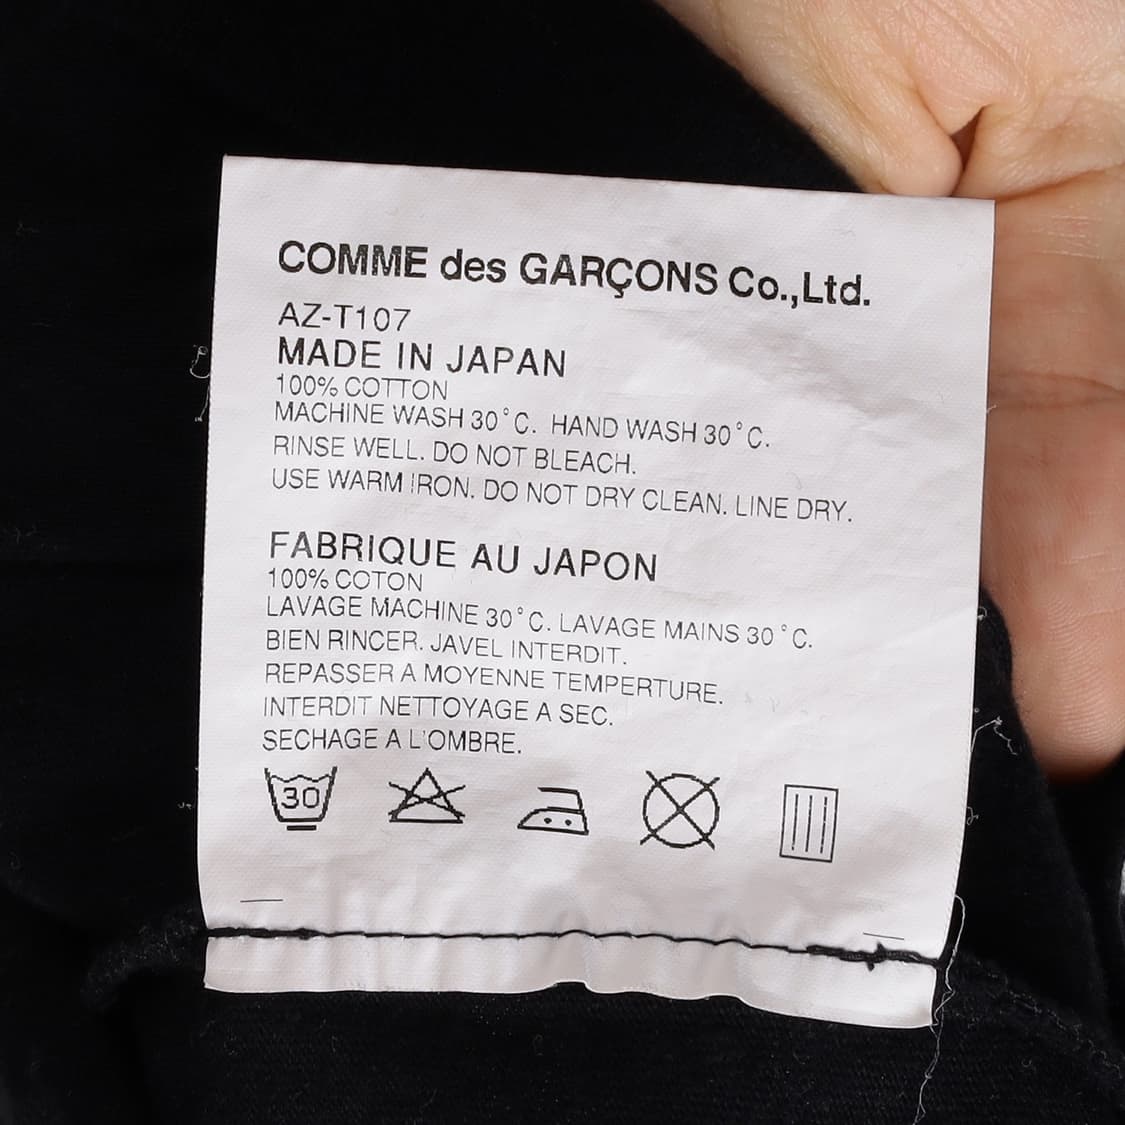 COMME des GARÇONS Co.,Ltd.
AZ-T107
MADE IN JAPAN
100% COTTON
MACHINE WASH 30°C. HAND WASH 30°C.
RINSE WELL. DO NOT BLEACH.
USE WARM IRON. DO NOT DRY CLEAN. LINE DRY.
FABRIQUE AU JAPON
100% COTON
LAVAGE MACHINE 30°C. LAVAGE MAINS 30°C.
BIEN RINCER. JAVEL INTERDIT.
REPASSER A MOYENNE TEMPERTURE.
INTERDIT NETTOYAGE A SEC.
SECHAGE A L'OMBRE.
30